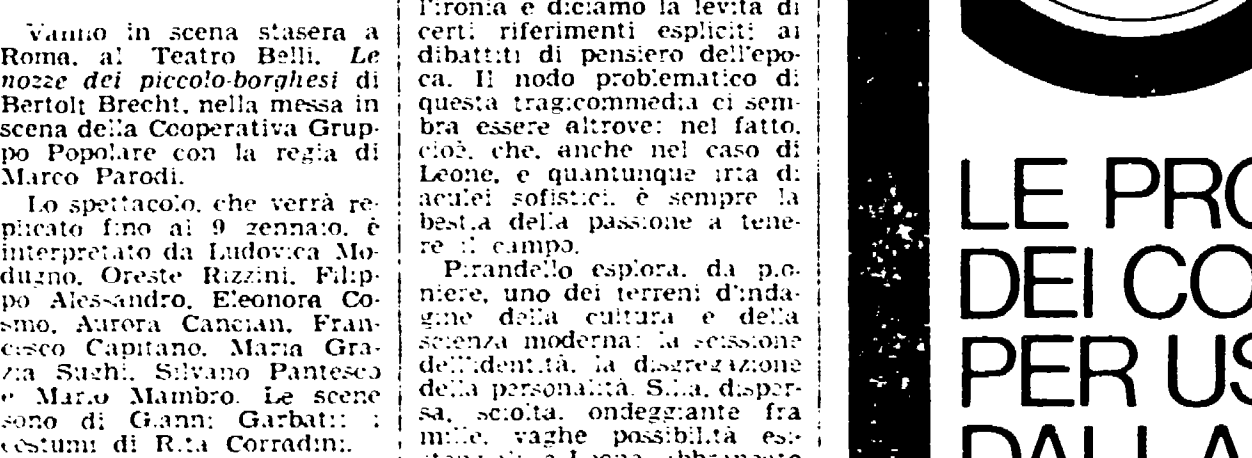 Vanno in scena stasera a
Roma, al Teatro Belli, Le
nozze dei piccolo-borghesi di
Bertolt Brecht, nella messa in
scena della Cooperativa Grup-
po Popolare con la regia di
Marco Parodi.
Lo spettacolo, che verrà re-
plicato fino al 9 gennaio, è
interpretato da Ludovica Mo-
dugno, Oreste Rizzini, Filip-
po Alessandro, Eleonora Co-
smo, Aurora Cancian, Fran-
cesco Capitano, Maria Gra-
zia Sughi, Silvano Pantesco
e Mario Mambro. Le scene
sono di Gianni Garbati; i
costumi di Rita Corradini.
l'ironia e diciamo la levità di
certi riferimenti espliciti ai
dibattiti di pensiero dell'epo-
ca. Il nodo problematico di
questa tragicommedia ci sem-
bra essere altrove: nel fatto,
cioè, che, anche nel caso di
Leone, e quantunque irta di
aculei sofistici, è sempre la
bestia della passione a tene-
re il campo.
Pirandello esplora, da pio-
niere, uno dei terreni d'inda-
gine della cultura e della
scienza moderna: la scissione
dell'identità, la disgregazione
della personalità. Silia, disper-
sa, sciolta, ondeggiante fra
mille, vaghe possibilità esi-
LE PRO
DEI CO
PER US
DALLA